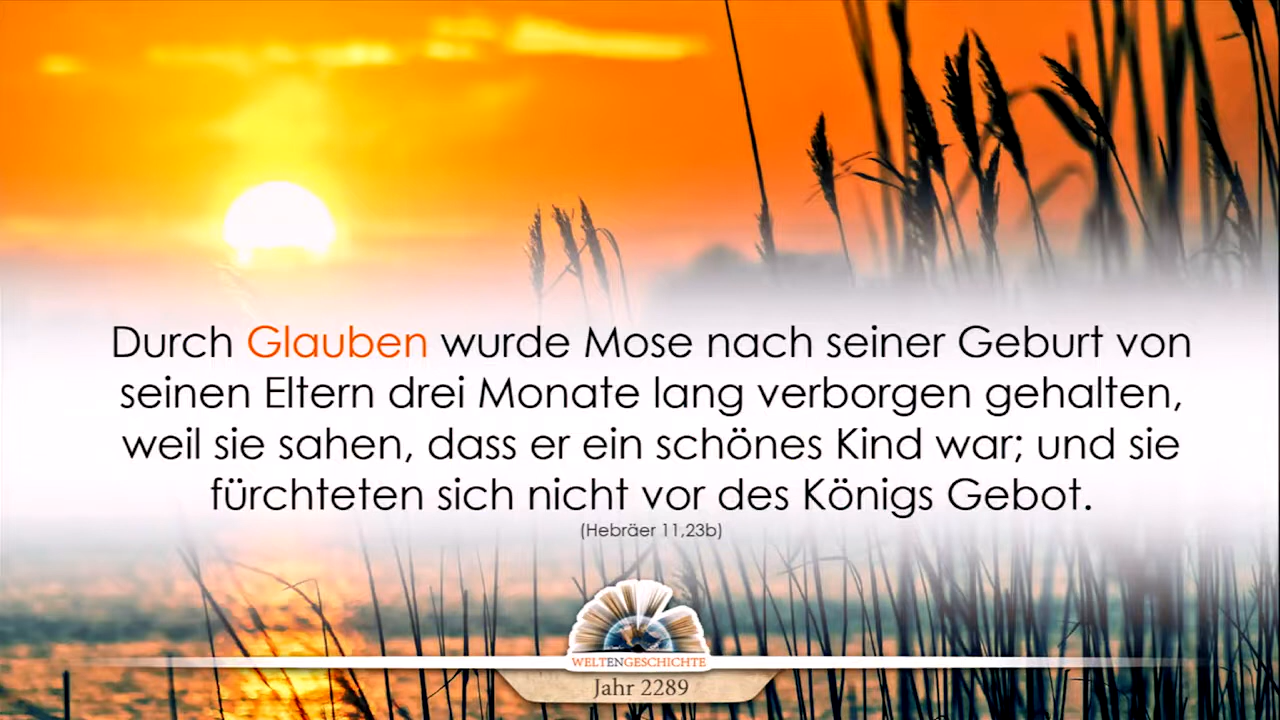 Durch Glauben wurde Mose nach seiner Geburt von
seinen Eltern drei Monate lang verborgen gehalten,
weil sie sahen, dass er ein schönes Kind war; und sie
fürchteten sich nicht vor des Königs Gebot.
(Hebräer 11,23b)
WELTENGESCHICHTE
Jahr 2289